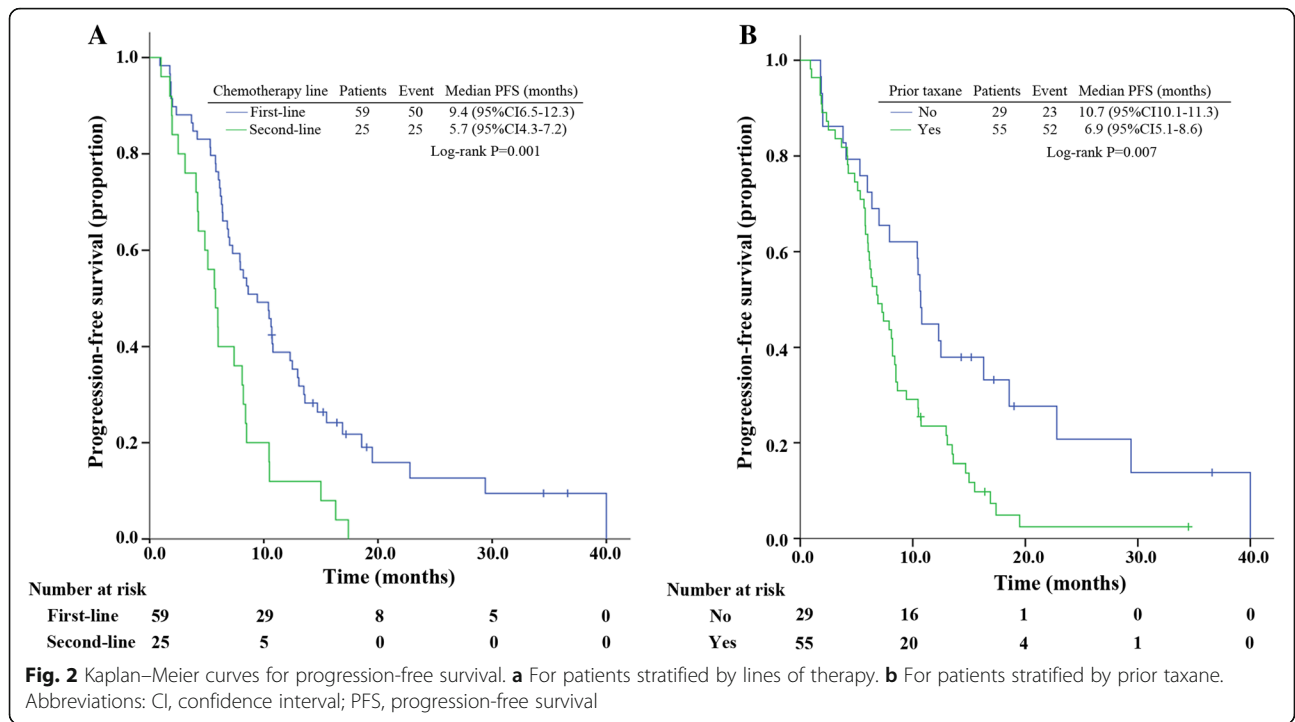 A
Chemotherapy line Patients Event Median PFS (months)
First-line 59 50 9.4 (95%CI6.5-12.3)
Second-line 25 25 5.7 (95%CI4.3-7.2)
Log-rank P=0.001
Progression-free survival (proportion)
1.0
0.8
0.6
0.4
0.2
0.0
0.0 10.0 20.0 30.0 40.0
Time (months)
Number at risk
First-line 59 29 8 5 0
Second-line 25 5 0 0 0
B
Prior taxane Patients Event Median PFS (months)
No 29 23 10.7 (95%CI10.1-11.3)
Yes 55 52 6.9 (95%CI5.1-8.6)
Log-rank P=0.007
Progression-free survival (proportion)
1.0
0.8
0.6
0.4
0.2
0.0
0.0 10.0 20.0 30.0 40.0
Time (months)
Number at risk
No 29 16 1 0 0
Yes 55 20 4 1 0
Fig. 2 Kaplan–Meier curves for progression-free survival. a For patients stratified by lines of therapy. b For patients stratified by prior taxane.
Abbreviations: CI, confidence interval; PFS, progression-free survival